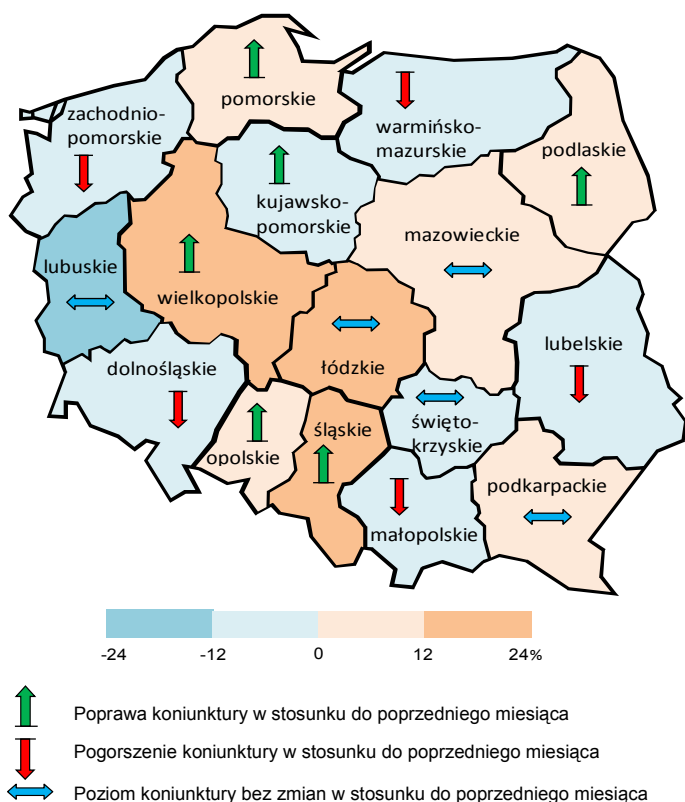 pomorskie
zachodnio-
pomorskie
warmińsko-
mazurskie
podlaskie
kujawsko-
pomorskie
mazowieckie
lubuskie
wielkopolskie
łódzkie
lubelskie
dolnośląskie
śląskie
święto-
krzyskie
opolskie
podkarpackie
małopolskie
-24 -12 0 12 24%
Poprawa koniunktury w stosunku do poprzedniego miesiąca
Pogorszenie koniunktury w stosunku do poprzedniego miesiąca
Poziom koniunktury bez zmian w stosunku do poprzedniego miesiąca